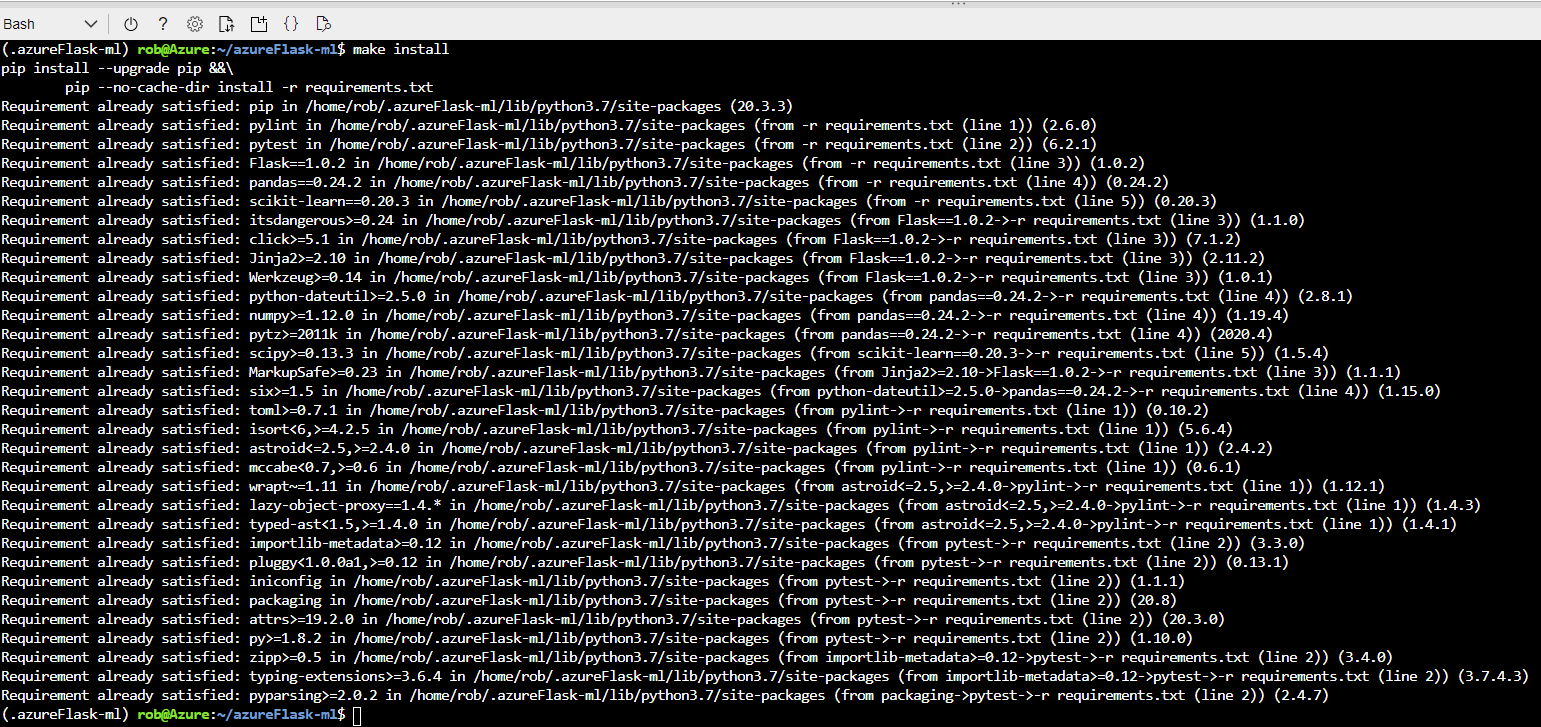 Bash
(.azureFlask-ml) rob@Azure:~/azureFlask-ml$ make install
pip install --upgrade pip &&\
        pip --no-cache-dir install -r requirements.txt
Requirement already satisfied: pip in /home/rob/.azureFlask-ml/lib/python3.7/site-packages (20.3.3)
Requirement already satisfied: pylint in /home/rob/.azureFlask-ml/lib/python3.7/site-packages (from -r requirements.txt (line 1)) (2.6.0)
Requirement already satisfied: pytest in /home/rob/.azureFlask-ml/lib/python3.7/site-packages (from -r requirements.txt (line 2)) (6.2.1)
Requirement already satisfied: Flask==1.0.2 in /home/rob/.azureFlask-ml/lib/python3.7/site-packages (from -r requirements.txt (line 3)) (1.0.2)
Requirement already satisfied: pandas==0.24.2 in /home/rob/.azureFlask-ml/lib/python3.7/site-packages (from -r requirements.txt (line 4)) (0.24.2)
Requirement already satisfied: scikit-learn==0.20.3 in /home/rob/.azureFlask-ml/lib/python3.7/site-packages (from -r requirements.txt (line 5)) (0.20.3)
Requirement already satisfied: itsdangerous>=0.24 in /home/rob/.azureFlask-ml/lib/python3.7/site-packages (from Flask==1.0.2->-r requirements.txt (line 3)) (1.1.0)
Requirement already satisfied: click>=5.1 in /home/rob/.azureFlask-ml/lib/python3.7/site-packages (from Flask==1.0.2->-r requirements.txt (line 3)) (7.1.2)
Requirement already satisfied: Jinja2>=2.10 in /home/rob/.azureFlask-ml/lib/python3.7/site-packages (from Flask==1.0.2->-r requirements.txt (line 3)) (2.11.2)
Requirement already satisfied: Werkzeug>=0.14 in /home/rob/.azureFlask-ml/lib/python3.7/site-packages (from Flask==1.0.2->-r requirements.txt (line 3)) (1.0.1)
Requirement already satisfied: python-dateutil>=2.5.0 in /home/rob/.azureFlask-ml/lib/python3.7/site-packages (from pandas==0.24.2->-r requirements.txt (line 4)) (2.8.1)
Requirement already satisfied: numpy>=1.12.0 in /home/rob/.azureFlask-ml/lib/python3.7/site-packages (from pandas==0.24.2->-r requirements.txt (line 4)) (1.19.4)
Requirement already satisfied: pytz>=2011k in /home/rob/.azureFlask-ml/lib/python3.7/site-packages (from pandas==0.24.2->-r requirements.txt (line 4)) (2020.4)
Requirement already satisfied: scipy>=0.13.3 in /home/rob/.azureFlask-ml/lib/python3.7/site-packages (from scikit-learn==0.20.3->-r requirements.txt (line 5)) (1.5.4)
Requirement already satisfied: MarkupSafe>=0.23 in /home/rob/.azureFlask-ml/lib/python3.7/site-packages (from Jinja2>=2.10->Flask==1.0.2->-r requirements.txt (line 3)) (1.1.1)
Requirement already satisfied: six>=1.5 in /home/rob/.azureFlask-ml/lib/python3.7/site-packages (from python-dateutil>=2.5.0->pandas==0.24.2->-r requirements.txt (line 4)) (1.15.0)
Requirement already satisfied: toml>=0.7.1 in /home/rob/.azureFlask-ml/lib/python3.7/site-packages (from pylint->-r requirements.txt (line 1)) (0.10.2)
Requirement already satisfied: isort<6,>=4.2.5 in /home/rob/.azureFlask-ml/lib/python3.7/site-packages (from pylint->-r requirements.txt (line 1)) (5.6.4)
Requirement already satisfied: astroid<=2.5,>=2.4.0 in /home/rob/.azureFlask-ml/lib/python3.7/site-packages (from pylint->-r requirements.txt (line 1)) (2.4.2)
Requirement already satisfied: mccabe<0.7,>=0.6 in /home/rob/.azureFlask-ml/lib/python3.7/site-packages (from pylint->-r requirements.txt (line 1)) (0.6.1)
Requirement already satisfied: wrapt~=1.11 in /home/rob/.azureFlask-ml/lib/python3.7/site-packages (from astroid<=2.5,>=2.4.0->pylint->-r requirements.txt (line 1)) (1.12.1)
Requirement already satisfied: lazy-object-proxy==1.4.* in /home/rob/.azureFlask-ml/lib/python3.7/site-packages (from astroid<=2.5,>=2.4.0->pylint->-r requirements.txt (line 1)) (1.4.3)
Requirement already satisfied: typed-ast<1.5,>=1.4.0 in /home/rob/.azureFlask-ml/lib/python3.7/site-packages (from astroid<=2.5,>=2.4.0->pylint->-r requirements.txt (line 1)) (1.4.1)
Requirement already satisfied: importlib-metadata>=0.12 in /home/rob/.azureFlask-ml/lib/python3.7/site-packages (from pytest->-r requirements.txt (line 2)) (3.3.0)
Requirement already satisfied: pluggy<1.0.0a1,>=0.12 in /home/rob/.azureFlask-ml/lib/python3.7/site-packages (from pytest->-r requirements.txt (line 2)) (0.13.1)
Requirement already satisfied: iniconfig in /home/rob/.azureFlask-ml/lib/python3.7/site-packages (from pytest->-r requirements.txt (line 2)) (1.1.1)
Requirement already satisfied: packaging in /home/rob/.azureFlask-ml/lib/python3.7/site-packages (from pytest->-r requirements.txt (line 2)) (20.8)
Requirement already satisfied: attrs>=19.2.0 in /home/rob/.azureFlask-ml/lib/python3.7/site-packages (from pytest->-r requirements.txt (line 2)) (20.3.0)
Requirement already satisfied: py>=1.8.2 in /home/rob/.azureFlask-ml/lib/python3.7/site-packages (from pytest->-r requirements.txt (line 2)) (1.10.0)
Requirement already satisfied: zipp>=0.5 in /home/rob/.azureFlask-ml/lib/python3.7/site-packages (from importlib-metadata>=0.12->pytest->-r requirements.txt (line 2)) (3.4.0)
Requirement already satisfied: typing-extensions>=3.6.4 in /home/rob/.azureFlask-ml/lib/python3.7/site-packages (from importlib-metadata>=0.12->pytest->-r requirements.txt (line 2)) (3.7.4.3)
Requirement already satisfied: pyparsing>=2.0.2 in /home/rob/.azureFlask-ml/lib/python3.7/site-packages (from packaging->pytest->-r requirements.txt (line 2)) (2.4.7)
(.azureFlask-ml) rob@Azure:~/azureFlask-ml$